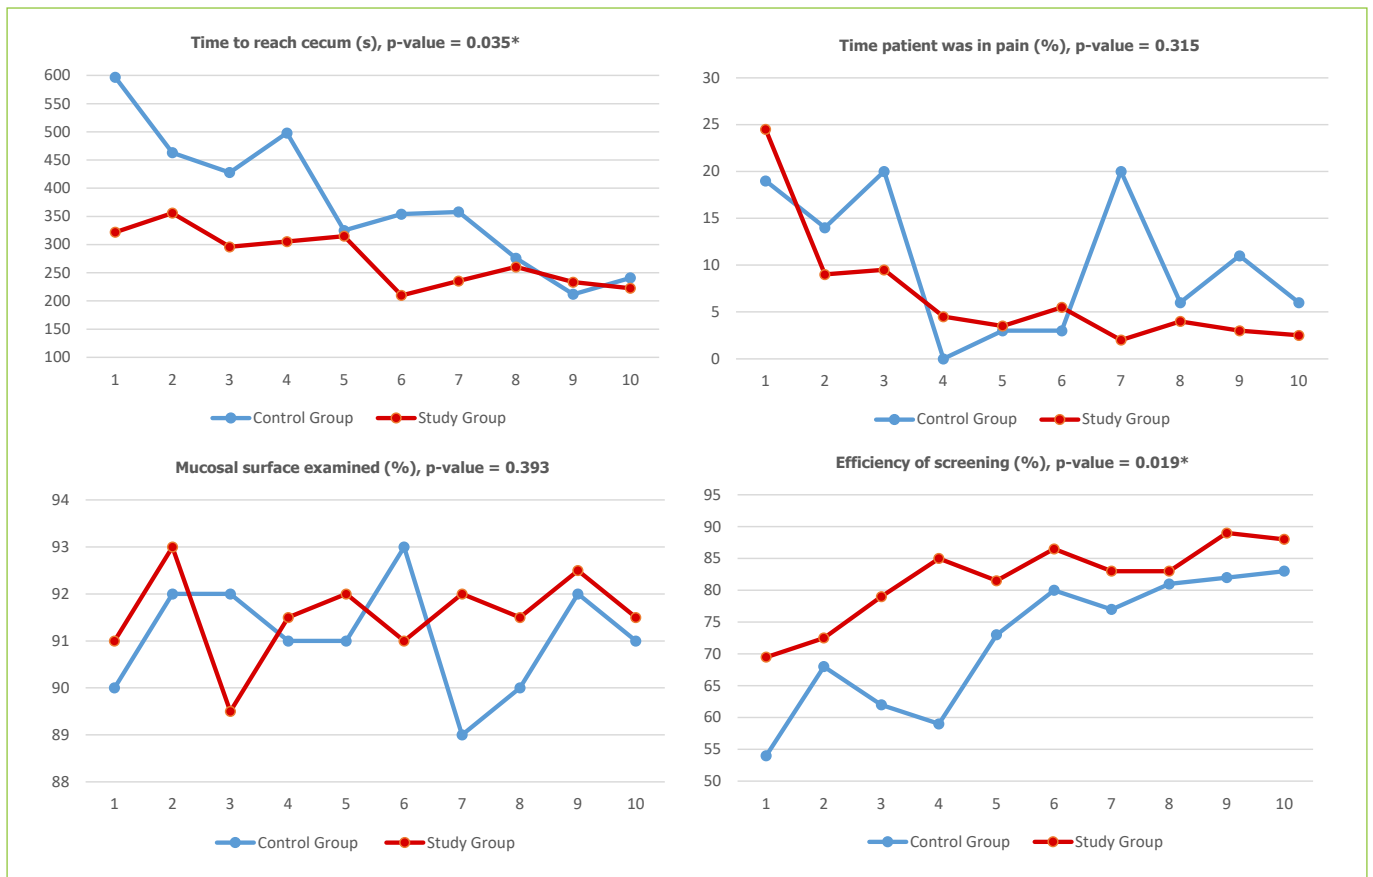 Time to reach cecum (s), p-value = 0.035*
600
550
500
450
400
350
300
250
200
150
100
1 2 3 4 5 6 7 8 9 10
Control Group Study Group
Time patient was in pain (%), p-value = 0.315
30
25
20
15
10
5
0
1 2 3 4 5 6 7 8 9 10
Control Group Study Group
Mucosal surface examined (%), p-value = 0.393
94
93
92
91
90
89
88
1 2 3 4 5 6 7 8 9 10
Control Group Study Group
Efficiency of screening (%), p-value = 0.019*
95
90
85
80
75
70
65
60
55
50
1 2 3 4 5 6 7 8 9 10
Control Group Study Group